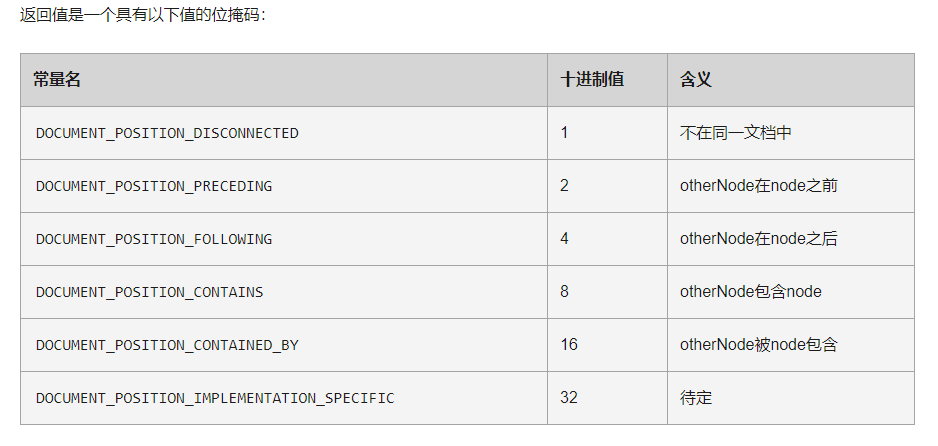 返回值是一个具有以下值的位掩码：
常量名 十进制值 含义
DOCUMENT_POSITION_DISCONNECTED 1 不在同一文档中
DOCUMENT_POSITION_PRECEDING 2 otherNode在node之前
DOCUMENT_POSITION_FOLLOWING 4 otherNode在node之后
DOCUMENT_POSITION_CONTAINS 8 otherNode包含node
DOCUMENT_POSITION_CONTAINED_BY 16 otherNode被node包含
DOCUMENT_POSITION_IMPLEMENTATION_SPECIFIC 32 待定